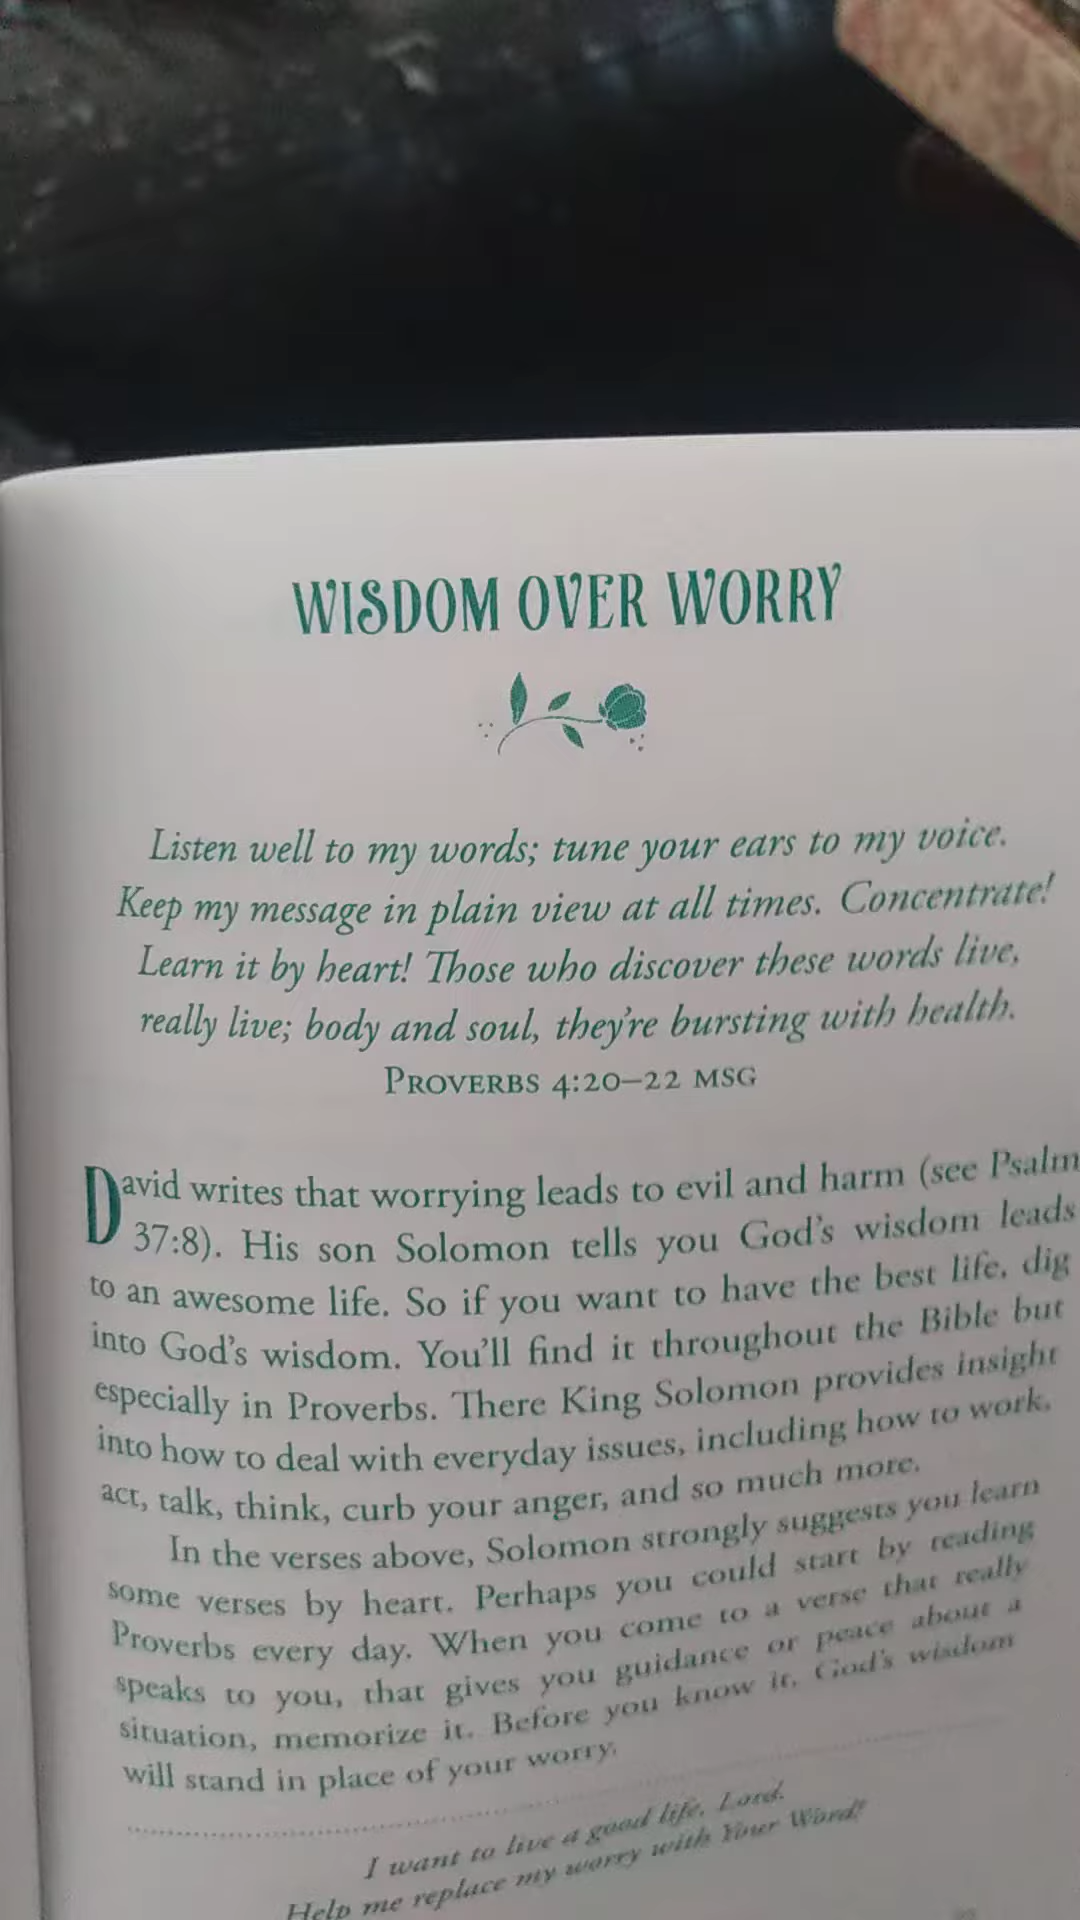 WISDOM OVER WORRY
Listen well to my words; tune your ears to my voice.
Keep my message in plain view at all times. Concentrate!
Learn it by heart! Those who discover these words live,
really live; body and soul, they're bursting with health.
PROVERBS 4:20–22 MSG
David writes that worrying leads to evil and harm (see Psalm
37:8). His son Solomon tells you God's wisdom leads
to an awesome life. So if you want to have the best life, dig
into God's wisdom. You'll find it throughout the Bible but
especially in Proverbs. There King Solomon provides insight
into how to deal with everyday issues, including how to work,
act, talk, think, curb your anger, and so much more.
In the verses above, Solomon strongly suggests you learn
some verses by heart. Perhaps you could start by reading
Proverbs every day. When you come to a verse that really
speaks to you, that gives you guidance or peace about a
situation, memorize it. Before you know it, God's wisdom
will stand in place of your worry.
I want to live a good life, Lord.
Help me replace my worry with Your Word!